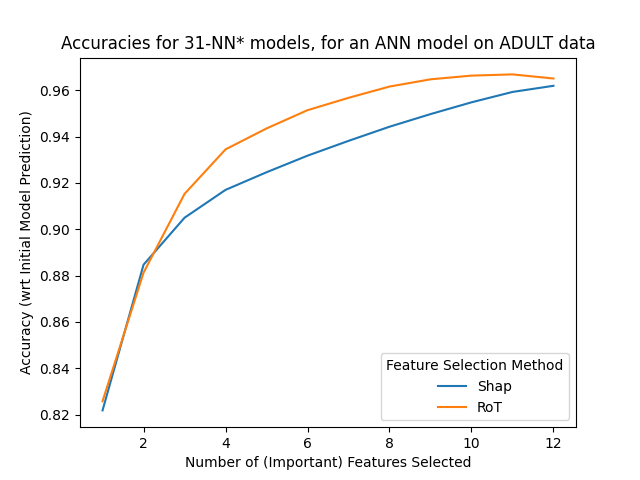 Accuracies for 31-NN* models, for an ANN model on ADULT data
Accuracy (wrt Initial Model Prediction)
0.96
0.94
0.92
0.90
0.88
0.86
0.84
0.82
Feature Selection Method
Shap
RoT
2 4 6 8 10 12
Number of (Important) Features Selected